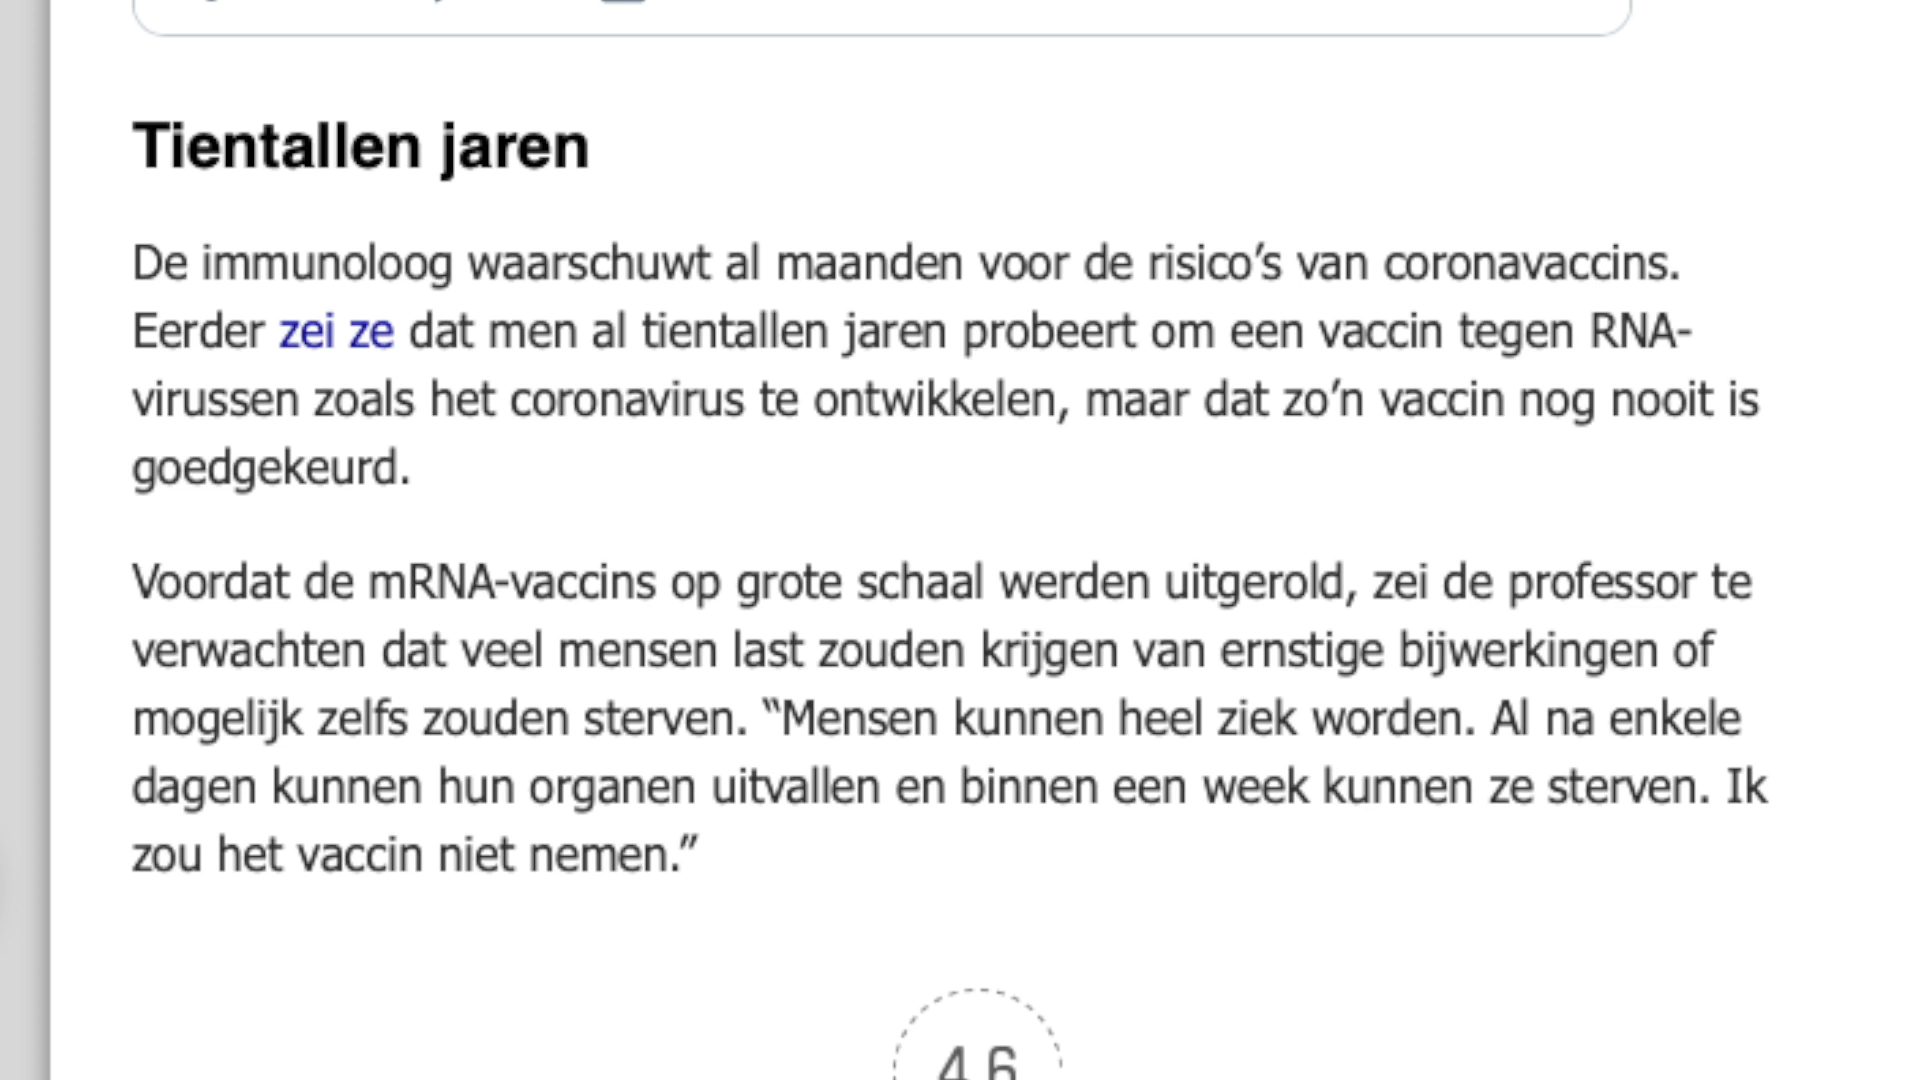 Tientallen jaren
De immunoloog waarschuwt al maanden voor de risico’s van coronavaccins.
Eerder zei ze dat men al tientallen jaren probeert om een vaccin tegen RNA-
virussen zoals het coronavirus te ontwikkelen, maar dat zo’n vaccin nog nooit is
goedgekeurd.
Voordat de mRNA-vaccins op grote schaal werden uitgerold, zei de professor te
verwachten dat veel mensen last zouden krijgen van ernstige bijwerkingen of
mogelijk zelfs zouden sterven. “Mensen kunnen heel ziek worden. Al na enkele
dagen kunnen hun organen uitvallen en binnen een week kunnen ze sterven. Ik
zou het vaccin niet nemen.”
4.6